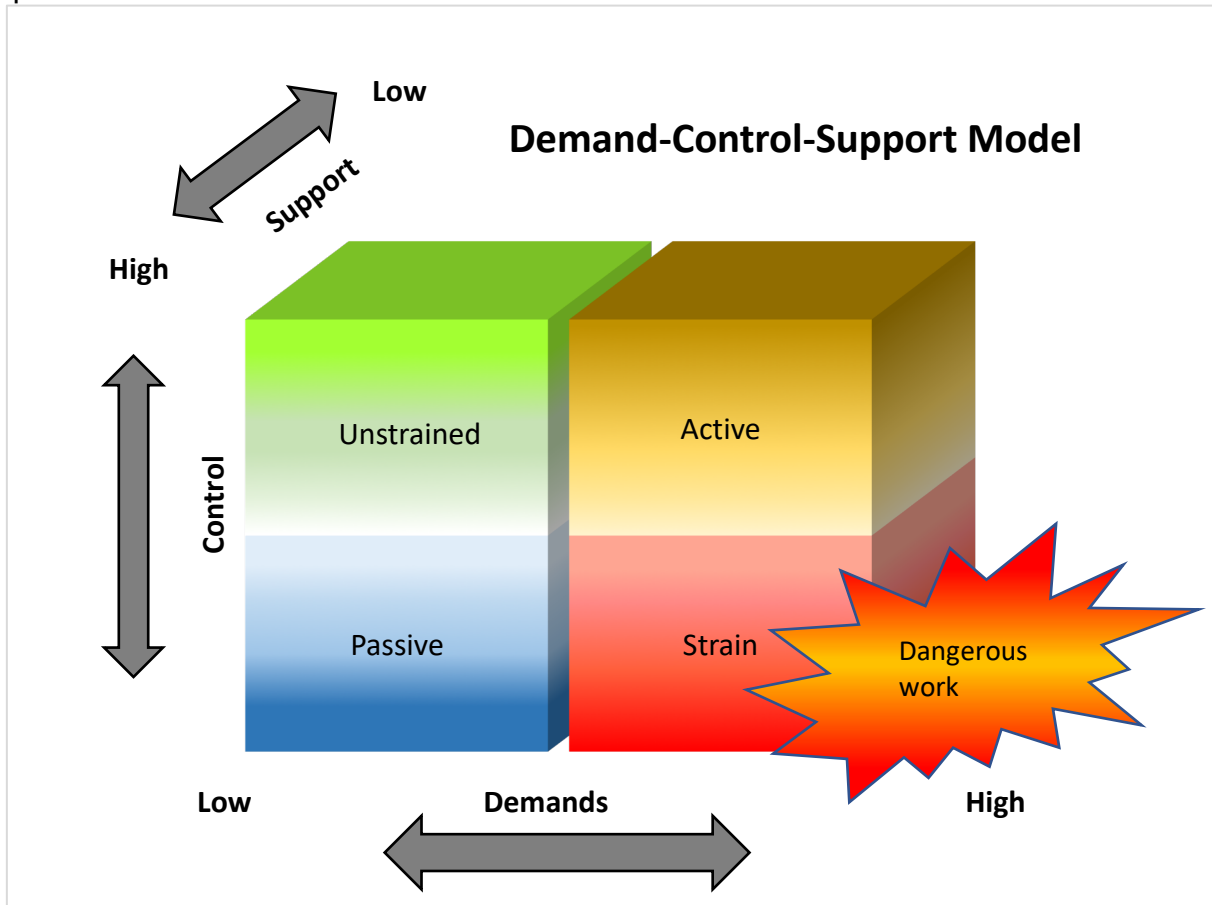 Low
Demand-Control-Support Model
Support
High
Control
Unstrained
Active
Passive
Strain
Dangerous
work
Low
Demands
High